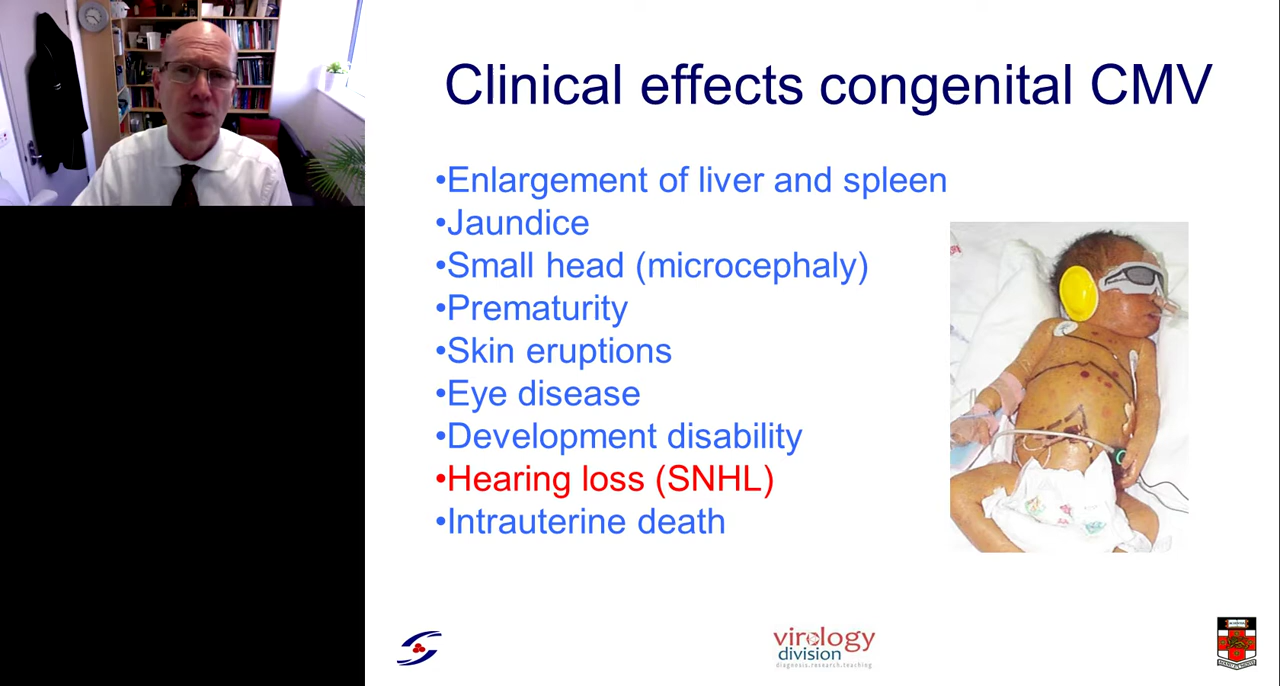 Clinical effects congenital CMV
•Enlargement of liver and spleen
•Jaundice
•Small head (microcephaly)
•Prematurity
•Skin eruptions
•Eye disease
•Development disability
•Hearing loss (SNHL)
•Intrauterine death
virology
division
diagnosis.research.teaching